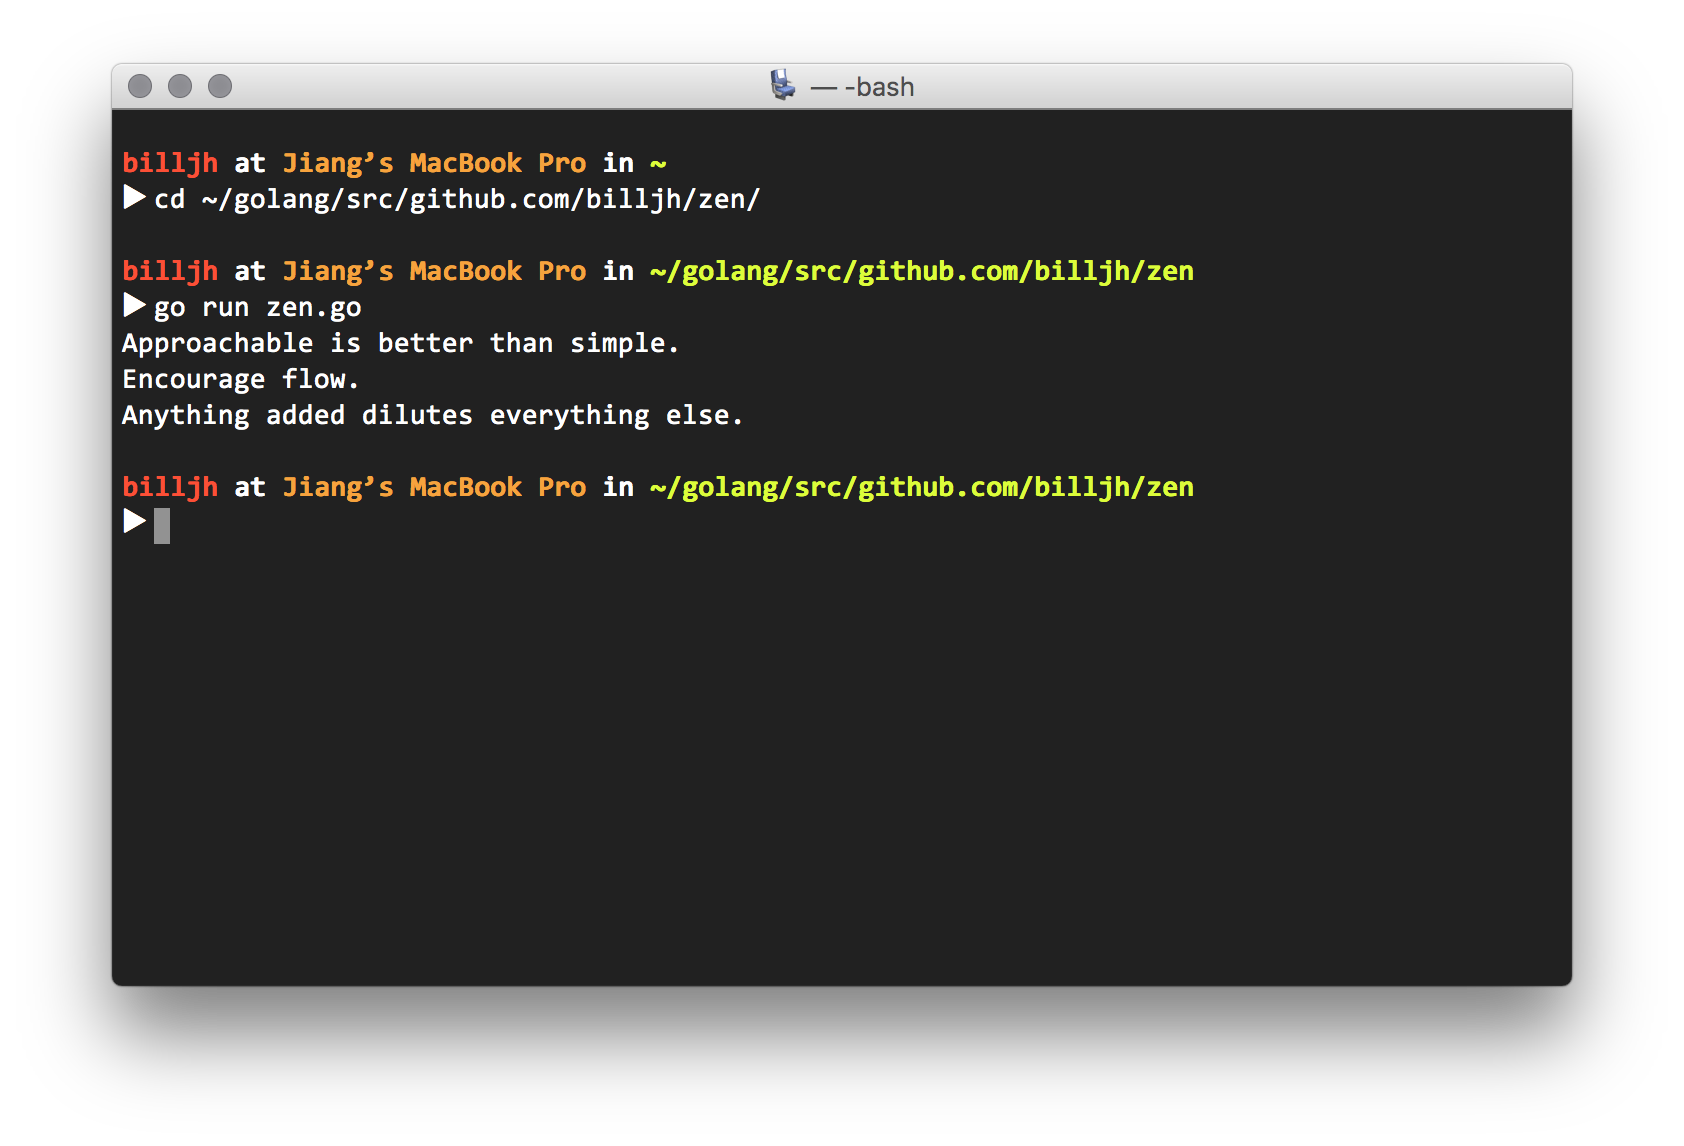 — -bash
billjh at Jiang’s MacBook Pro in ~
▶ cd ~/golang/src/github.com/billjh/zen/
billjh at Jiang’s MacBook Pro in ~/golang/src/github.com/billjh/zen
▶ go run zen.go
Approachable is better than simple.
Encourage flow.
Anything added dilutes everything else.
billjh at Jiang’s MacBook Pro in ~/golang/src/github.com/billjh/zen
▶